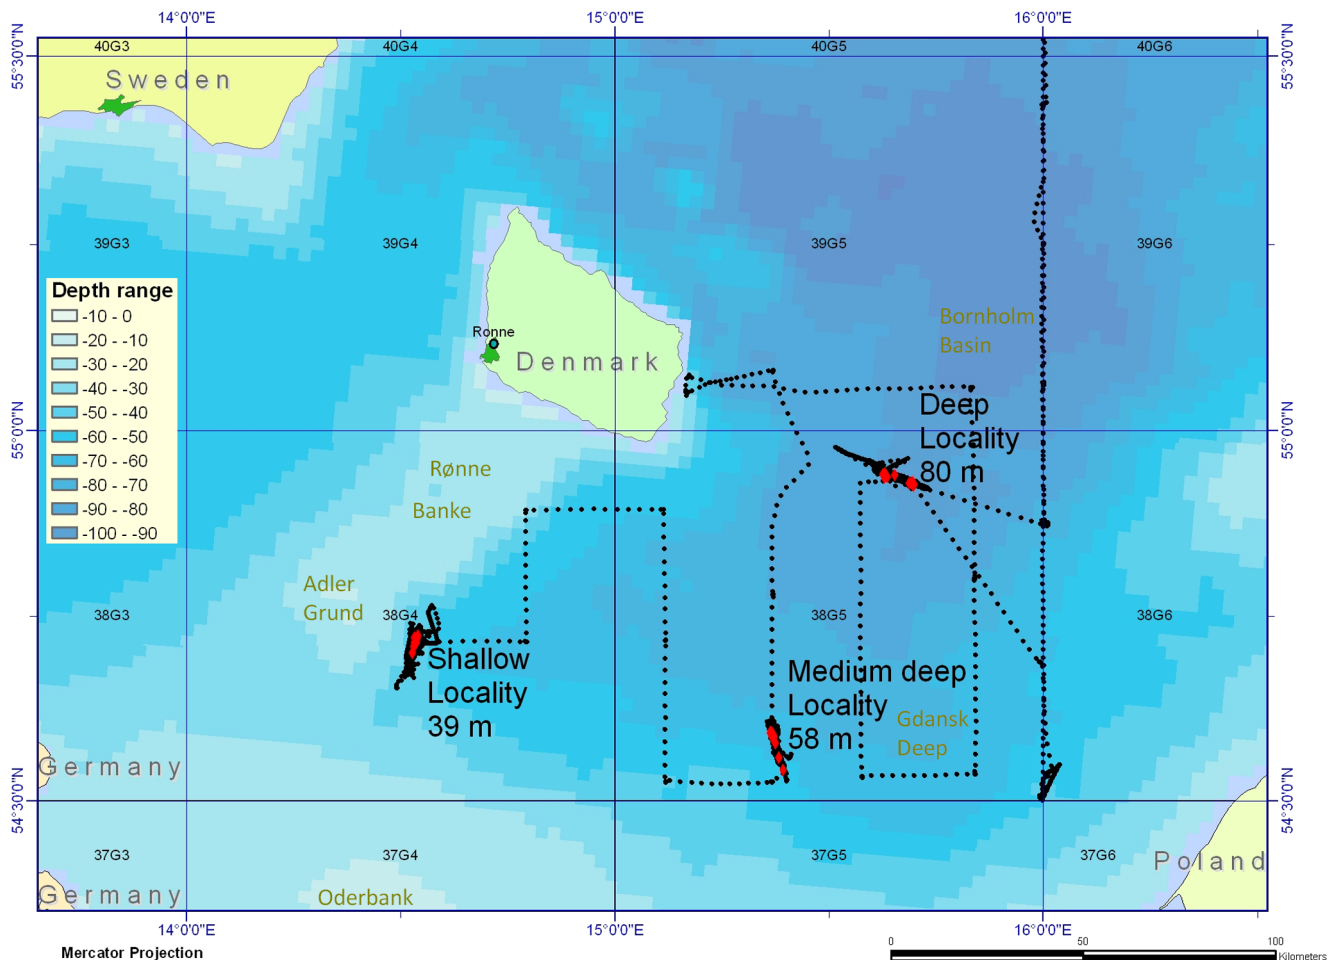 14°0'0"E
15°0'0"E
16°0'0"E
40G3
40G4
40G5
40G6
55°30'0"N
55°30'0"N
Sweden
39G3
39G4
39G5
39G6
Depth range
-10 - 0
-20 - -10
-30 - -20
-40 - -30
-50 - -40
-60 - -50
-70 - -60
-80 - -70
-90 - -80
-100 - -90
Ronne
Denmark
Bornholm
Basin
55°0'0"N
55°0'0"N
Deep
Locality
80 m
Rønne
Banke
Adler
Grund
38G3
38G4
38G5
38G6
Shallow
Locality
39 m
Medium deep
Locality
58 m
Gdansk
Deep
Germany
54°30'0"N
54°30'0"N
37G3
37G4
37G5
37G6
Poland
Germany
Oderbank
14°0'0"E
15°0'0"E
16°0'0"E
Mercator Projection
0
50
100
Kilometers